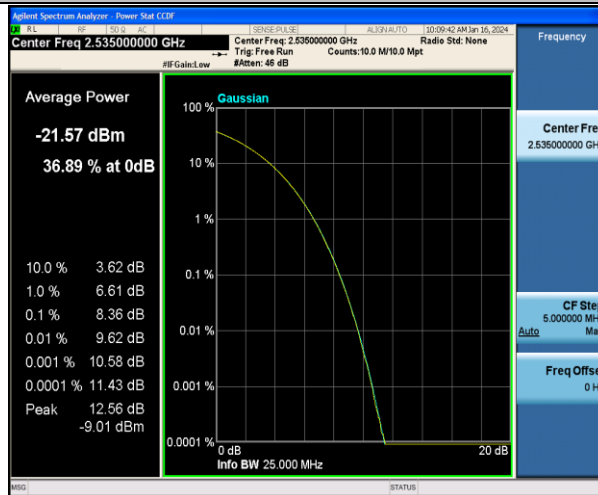 Agilent Spectrum Analyzer - Power Stat CCDF
RL RF 50 Ω AC SENSE:PULSE ALIGNAUTO 10:09:42 AM Jan 16, 2024
Center Freq 2.535000000 GHz
Center Freq: 2.535000000 GHz Radio Std: None
Trig: Free Run Counts:10.0 M/10.0 Mpt
#IFGain:Low #Atten: 46 dB
Frequency
Average Power
-21.57 dBm
36.89 % at 0dB
10.0 % 3.62 dB
1.0 % 6.61 dB
0.1 % 8.36 dB
0.01 % 9.62 dB
0.001 % 10.58 dB
0.0001 % 11.43 dB
Peak 12.56 dB
-9.01 dBm
Gaussian
100 %
10 %
1 %
0.1 %
0.01 %
0.001 %
0.0001 %
0 dB 20 dB
Info BW 25.000 MHz
Center Fre
2.535000000 GH
CF Ste
5.000000 MH
Auto Ma
Freq Offse
0 H
MSG STATUS